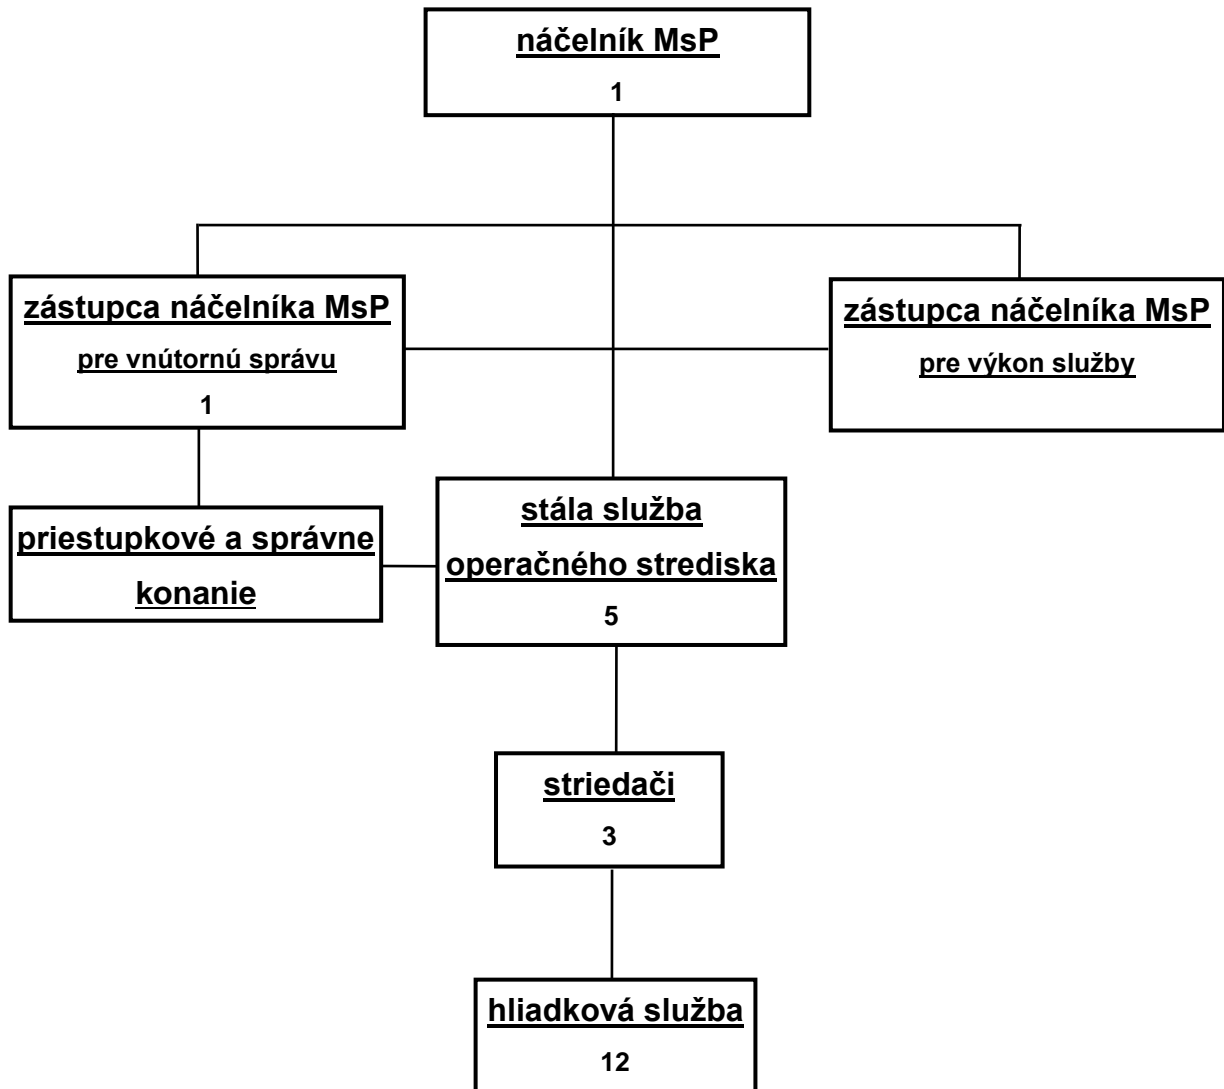 náčelník MsP
1
zástupca náčelníka MsP
pre vnútornú správu
1
zástupca náčelníka MsP
pre výkon služby
priestupkové a správne
konanie
stála služba
operačného strediska
5
striedači
3
hliadková služba
12